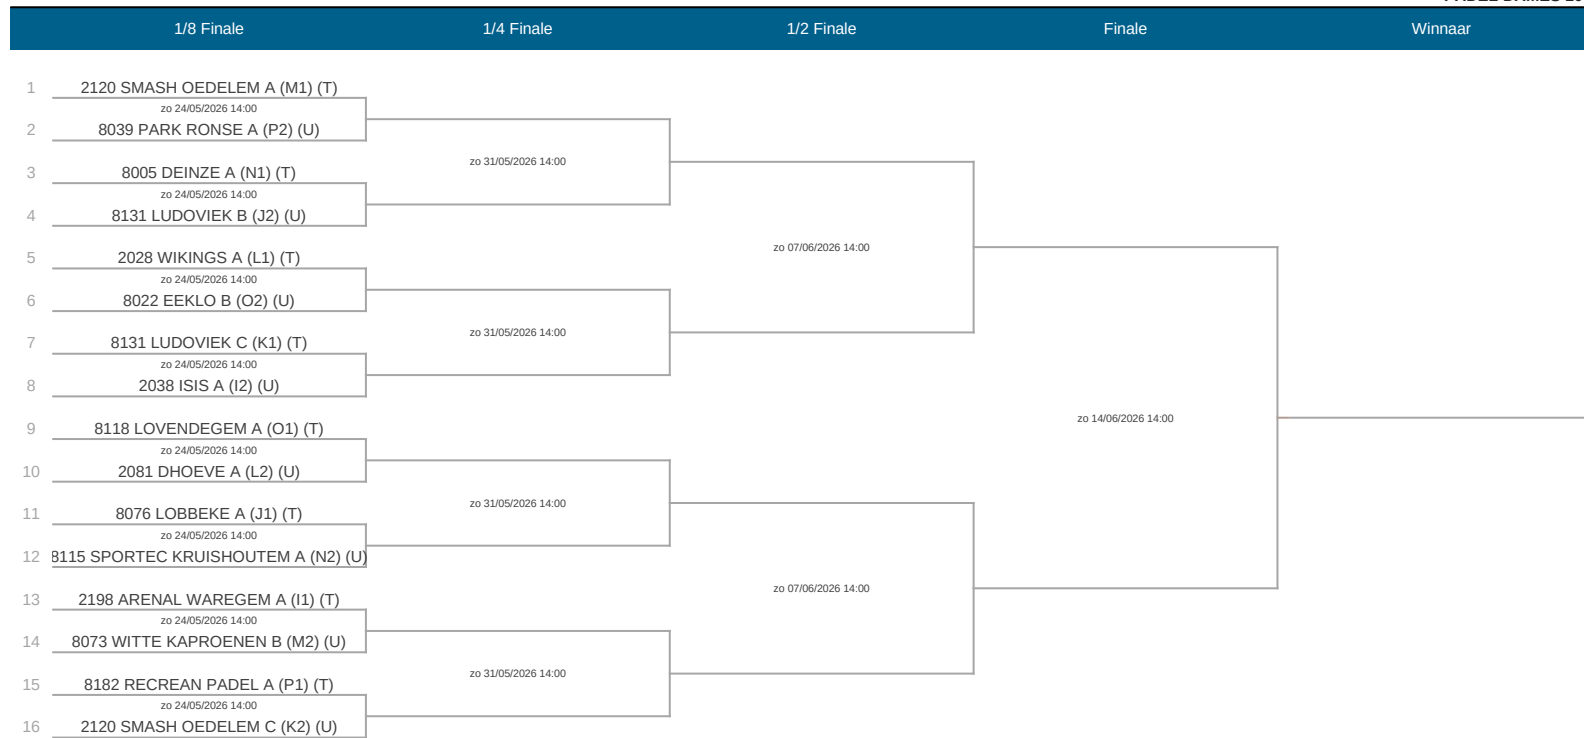 1/8 Finale 1/4 Finale 1/2 Finale Finale Winnaar
1 2120 SMASH OEDELEM A (M1) (T)
zo 24/05/2026 14:00
2 8039 PARK RONSE A (P2) (U)
zo 31/05/2026 14:00
3 8005 DEINZE A (N1) (T)
zo 24/05/2026 14:00
4 8131 LUDOVIEK B (J2) (U)
zo 07/06/2026 14:00
5 2028 WIKINGS A (L1) (T)
zo 24/05/2026 14:00
6 8022 EEKLO B (O2) (U)
zo 31/05/2026 14:00
7 8131 LUDOVIEK C (K1) (T)
zo 24/05/2026 14:00
8 2038 ISIS A (I2) (U)
zo 14/06/2026 14:00
9 8118 LOVENDEGEM A (O1) (T)
zo 24/05/2026 14:00
10 2081 DHOEVE A (L2) (U)
zo 31/05/2026 14:00
11 8076 LOBBEKE A (J1) (T)
zo 24/05/2026 14:00
12 8115 SPORTEC KRUISHOUTEM A (N2) (U)
zo 07/06/2026 14:00
13 2198 ARENAL WAREGEM A (I1) (T)
zo 24/05/2026 14:00
14 8073 WITTE KAPROENEN B (M2) (U)
zo 31/05/2026 14:00
15 8182 RECREAN PADEL A (P1) (T)
zo 24/05/2026 14:00
16 2120 SMASH OEDELEM C (K2) (U)